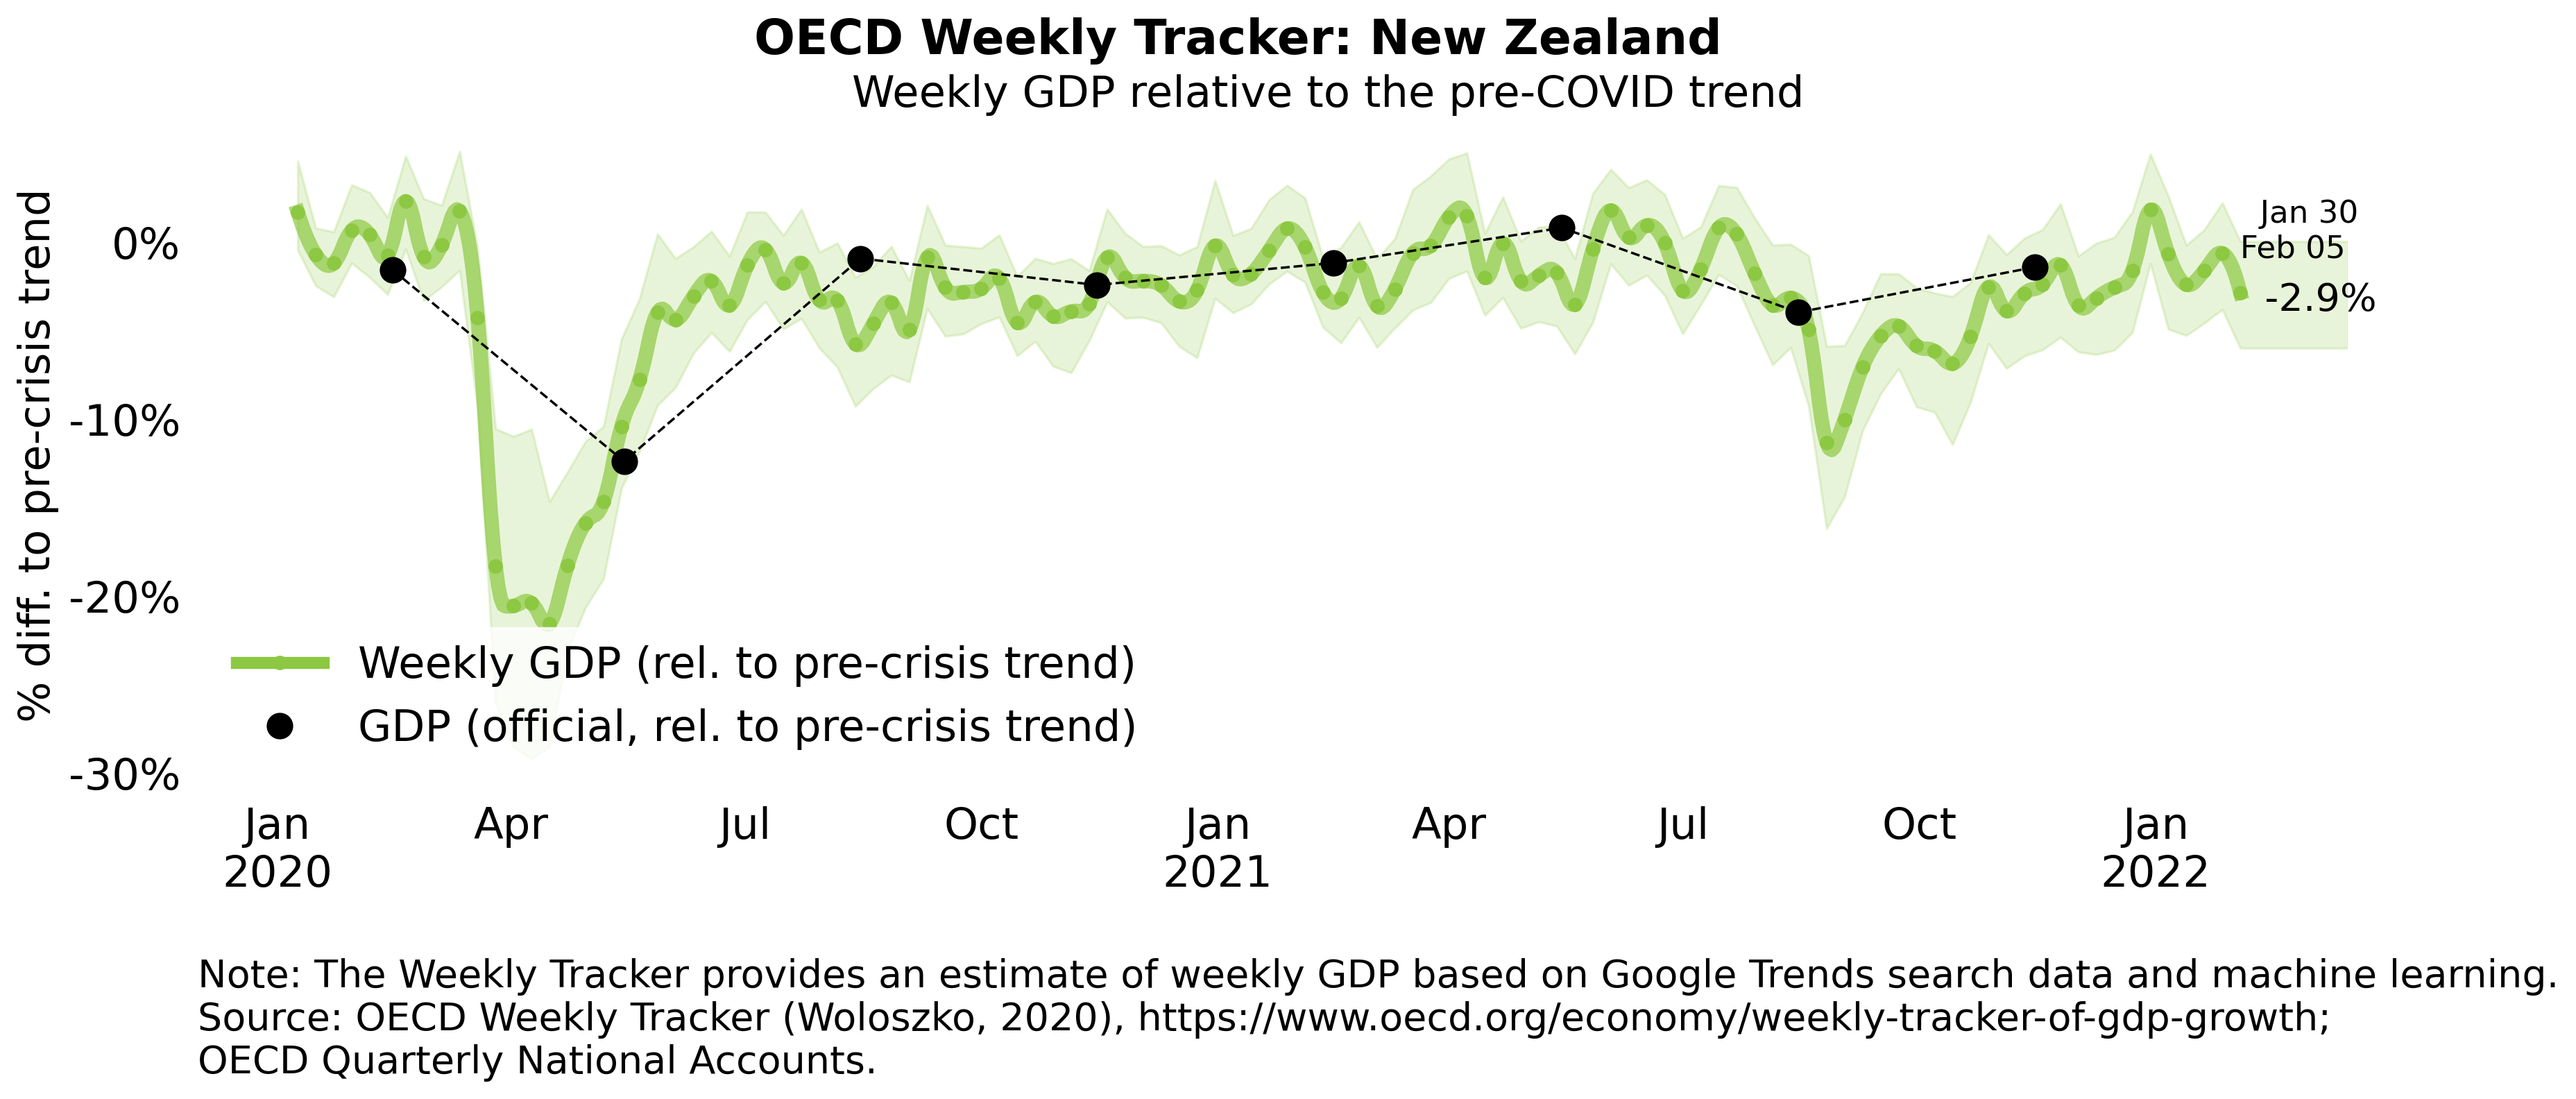 OECD Weekly Tracker: New Zealand
Weekly GDP relative to the pre-COVID trend
% diff. to pre-crisis trend
0%
-10%
-20%
-30%
Jan 30
Feb 05
-2.9%
Weekly GDP (rel. to pre-crisis trend)
GDP (official, rel. to pre-crisis trend)
Jan Apr Jul Oct Jan Apr Jul Oct Jan
2020 2021 2022
Note: The Weekly Tracker provides an estimate of weekly GDP based on Google Trends search data and machine learning.
Source: OECD Weekly Tracker (Woloszko, 2020), https://www.oecd.org/economy/weekly-tracker-of-gdp-growth;
OECD Quarterly National Accounts.